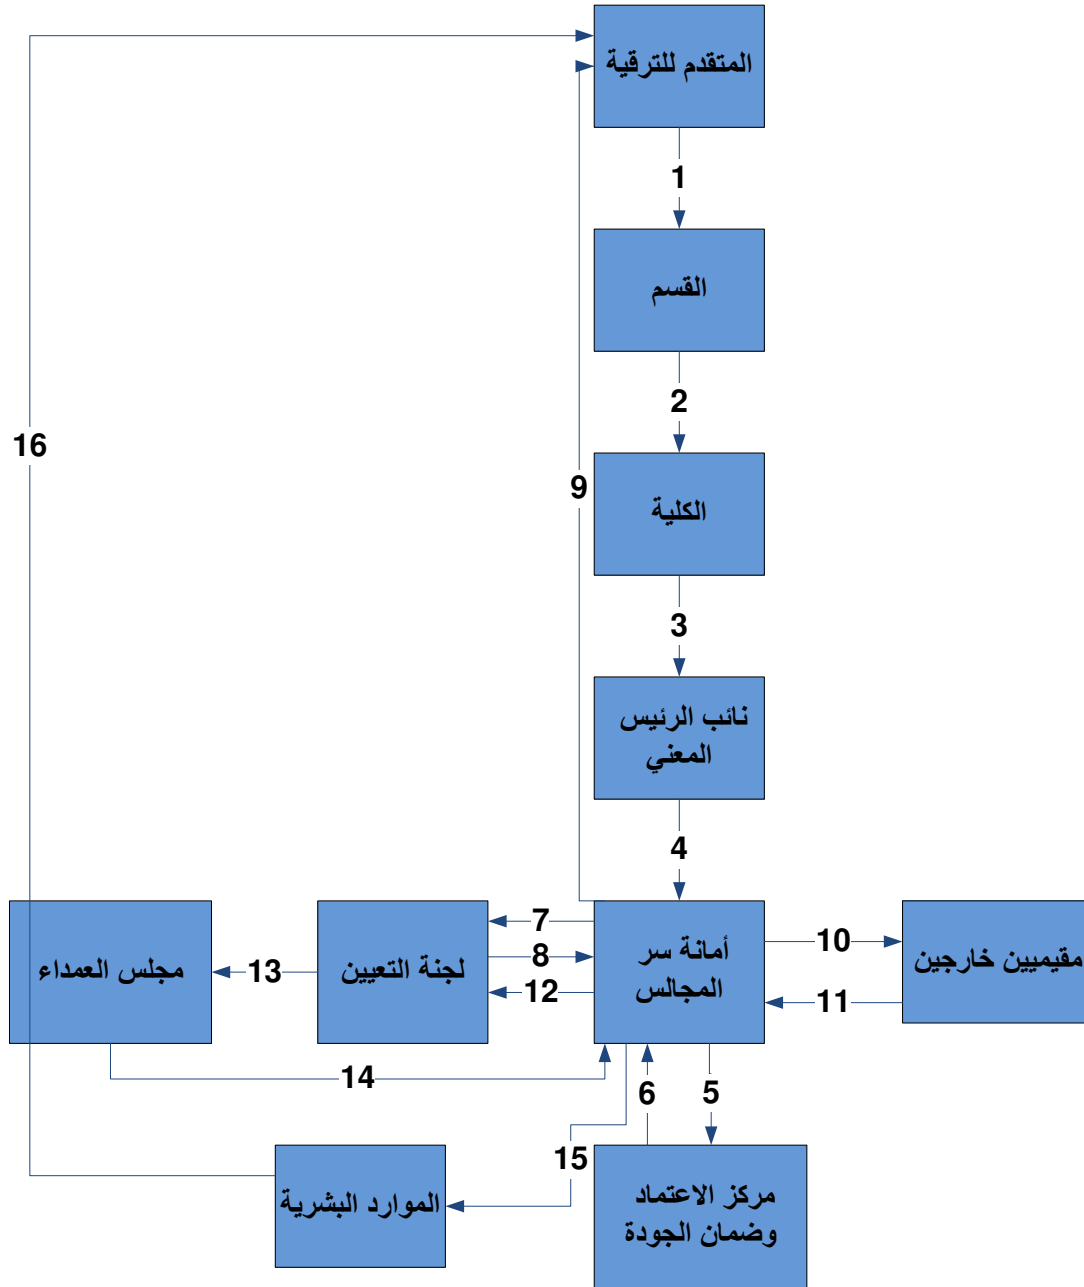 المتقدم للترقية
1
القسم
2
الكلية
3
نائب الرئيس
المعني
4
أمانة سر
المجالس
7
8
12
لجنة التعيين
13
مجلس العمداء
10
11
مقيميين خارجين
14
6
5
15
الموارد البشرية
مركز الاعتماد
وضمان الجودة
9
16